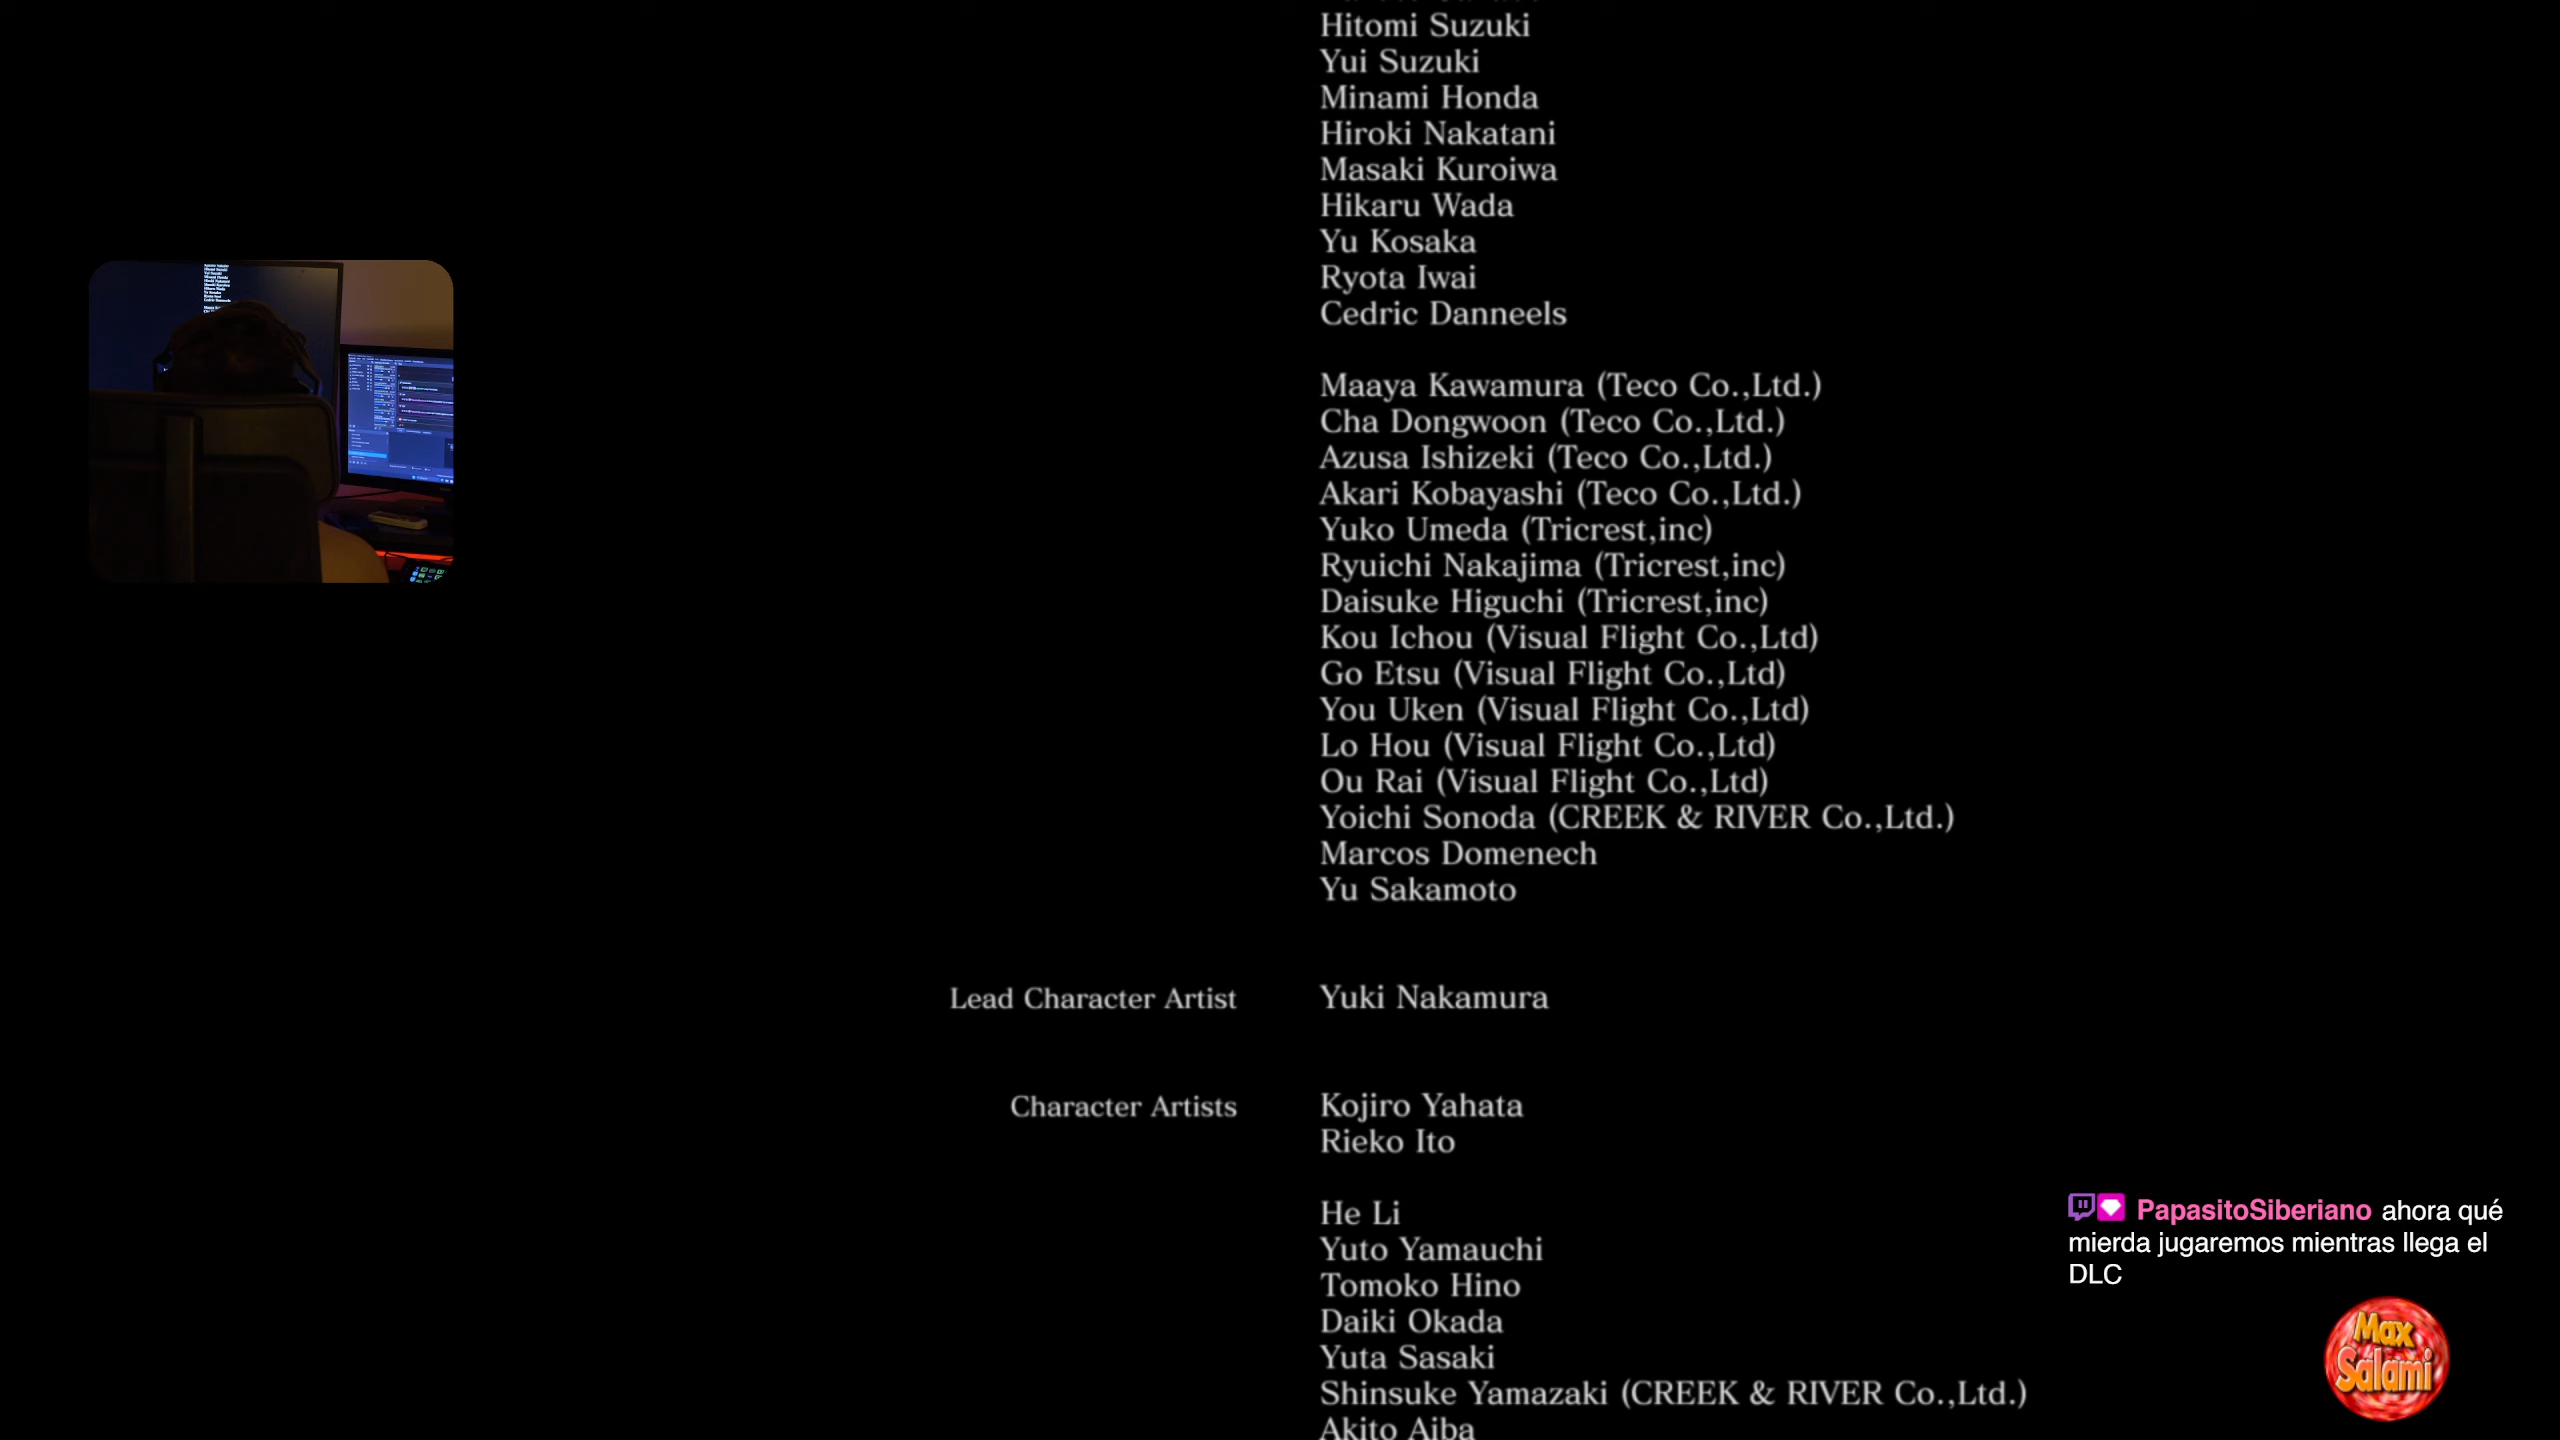 Hitomi Suzuki
Yui Suzuki
Minami Honda
Hiroki Nakatani
Masaki Kuroiwa
Hikaru Wada
Yu Kosaka
Ryota Iwai
Cedric Danneels
Maaya Kawamura (Teco Co.,Ltd.)
Cha Dongwoon (Teco Co.,Ltd.)
Azusa Ishizeki (Teco Co.,Ltd.)
Akari Kobayashi (Teco Co.,Ltd.)
Yuko Umeda (Tricrest,inc)
Ryuichi Nakajima (Tricrest,inc)
Daisuke Higuchi (Tricrest,inc)
Kou Ichou (Visual Flight Co.,Ltd)
Go Etsu (Visual Flight Co.,Ltd)
You Uken (Visual Flight Co.,Ltd)
Lo Hou (Visual Flight Co.,Ltd)
Ou Rai (Visual Flight Co.,Ltd)
Yoichi Sonoda (CREEK & RIVER Co.,Ltd.)
Marcos Domenech
Yu Sakamoto
Lead Character Artist Yuki Nakamura
Character Artists Kojiro Yahata
Rieko Ito
He Li
Yuto Yamauchi
Tomoko Hino
Daiki Okada
Yuta Sasaki
Shinsuke Yamazaki (CREEK & RIVER Co.,Ltd.)
Akito Aiba
PapasitoSiberiano ahora qué
mierda jugaremos mientras llega el
DLC
Max
Salami